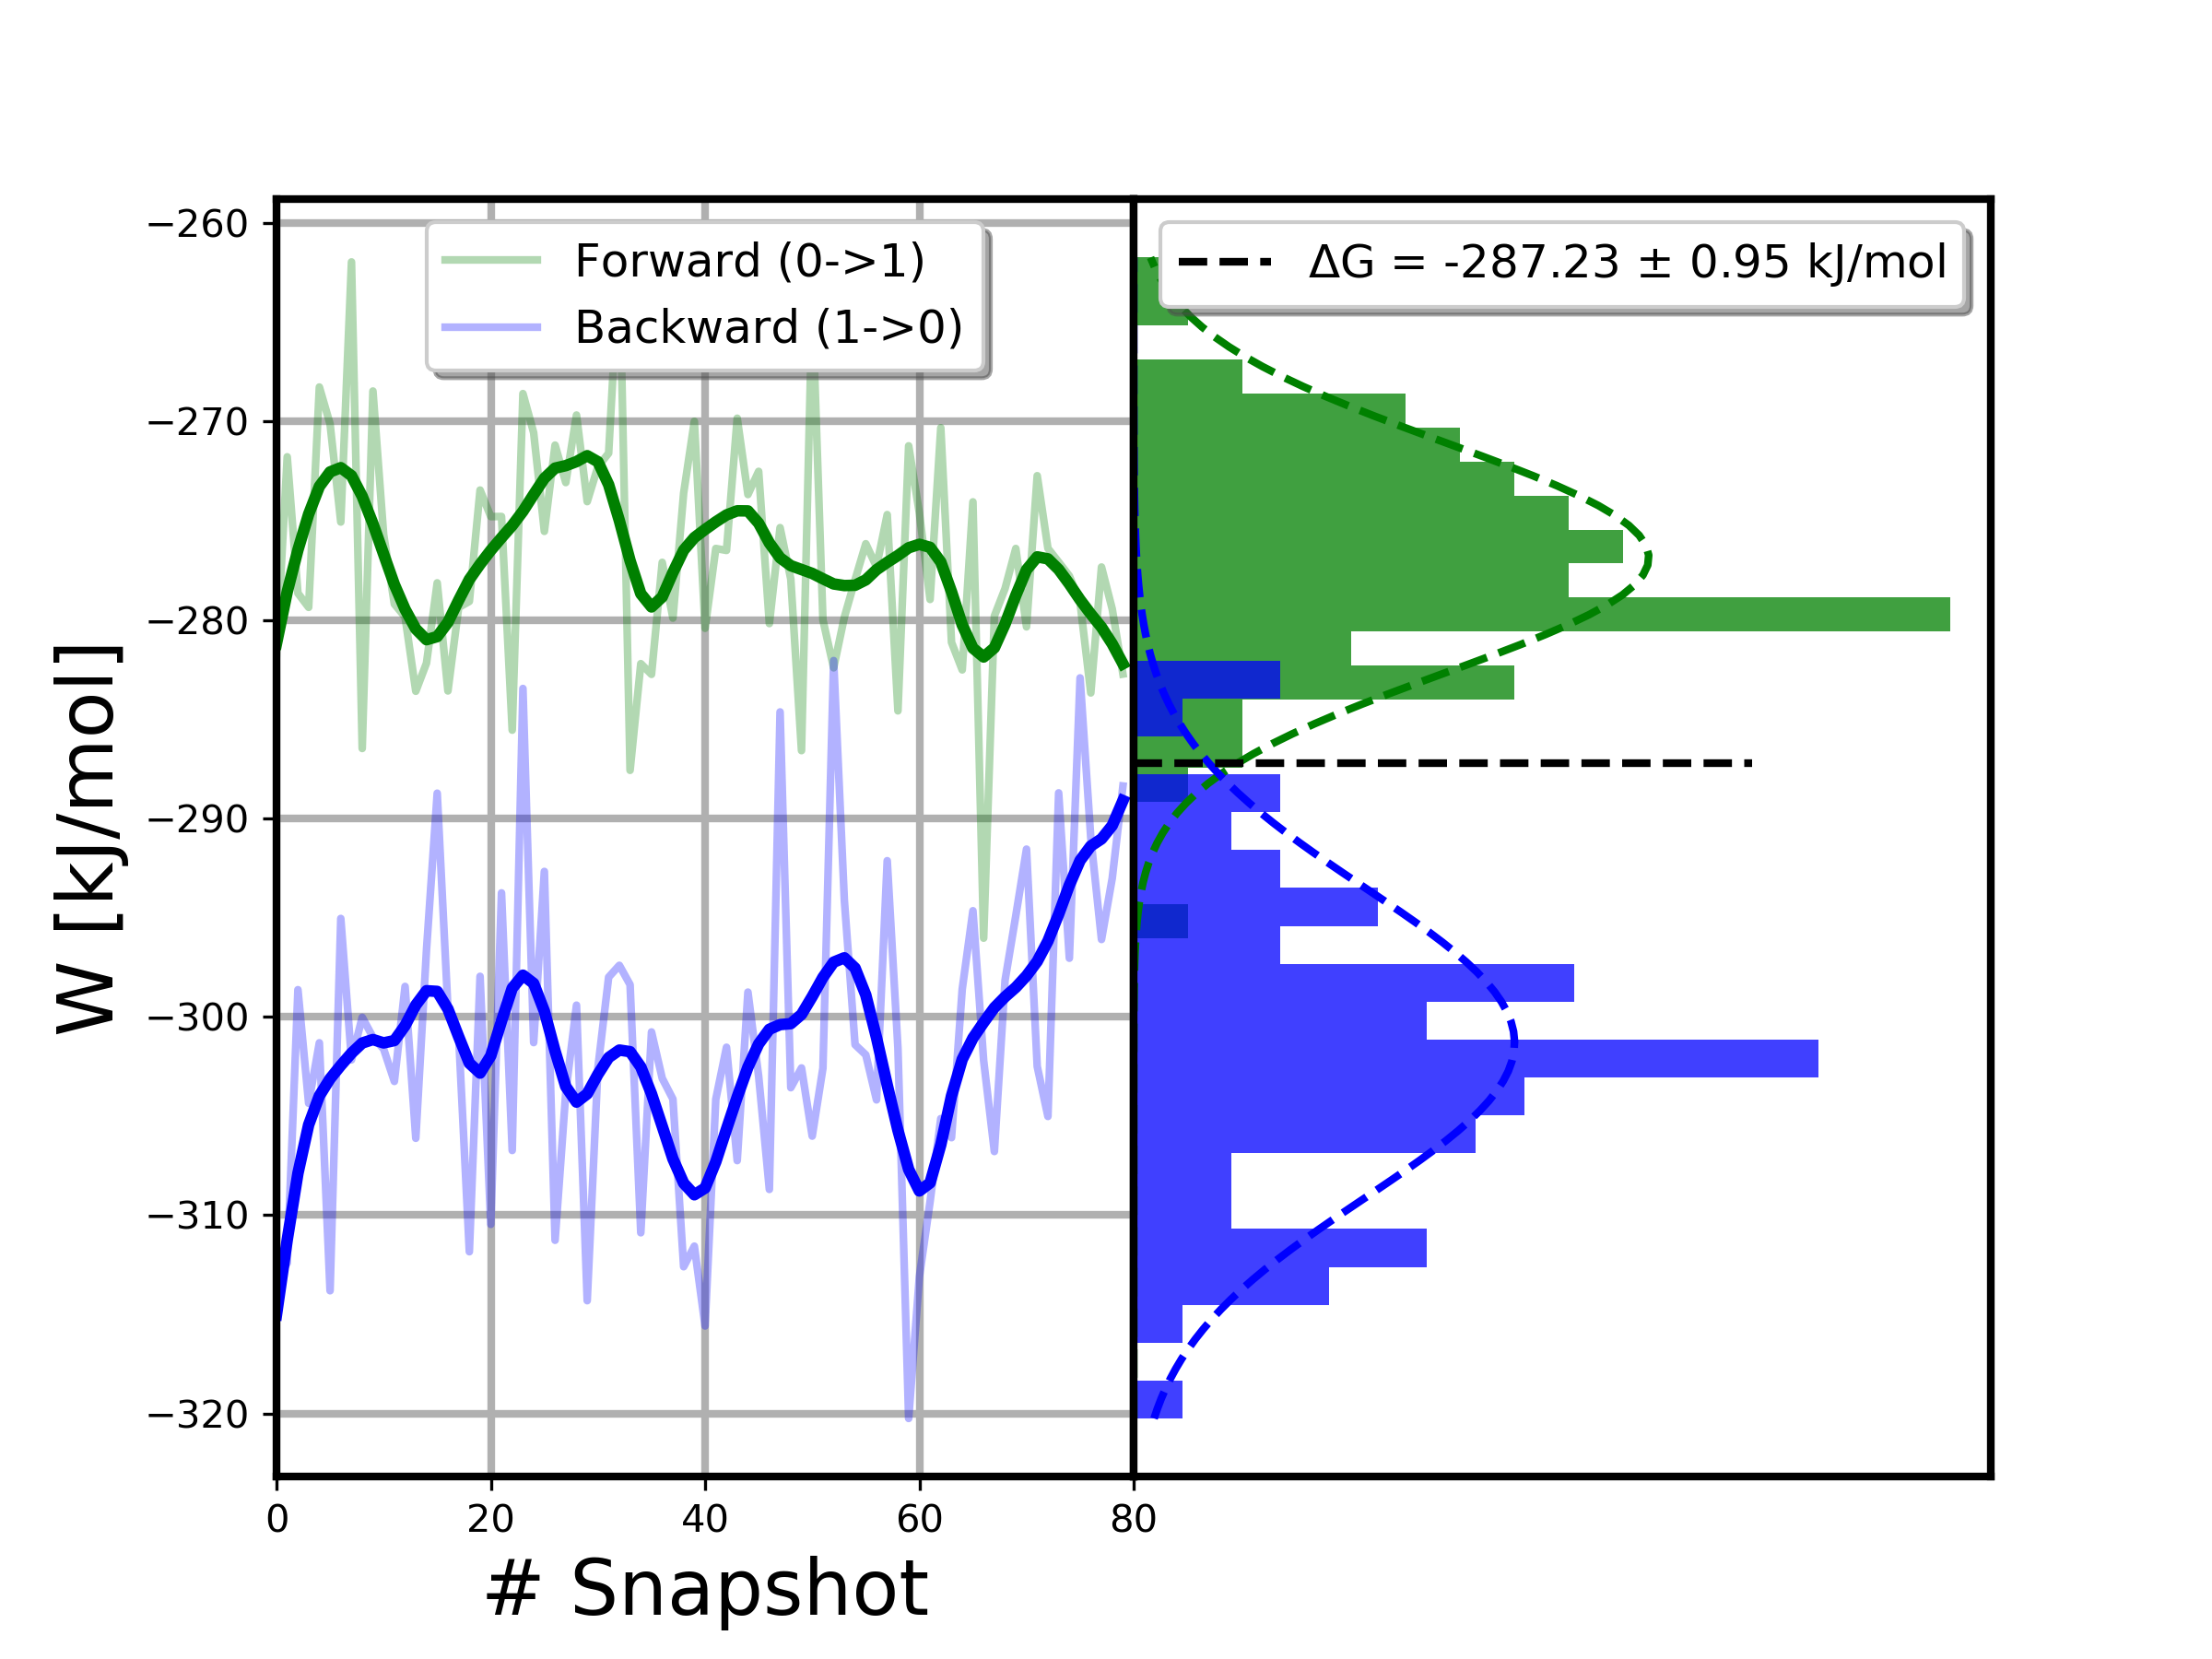 −260
−270
−280
−290
−300
−310
−320
W [kJ/mol]
Forward (0->1)
Backward (1->0)
ΔG = -287.23 ± 0.95 kJ/mol
0 20 40 60 80
# Snapshot